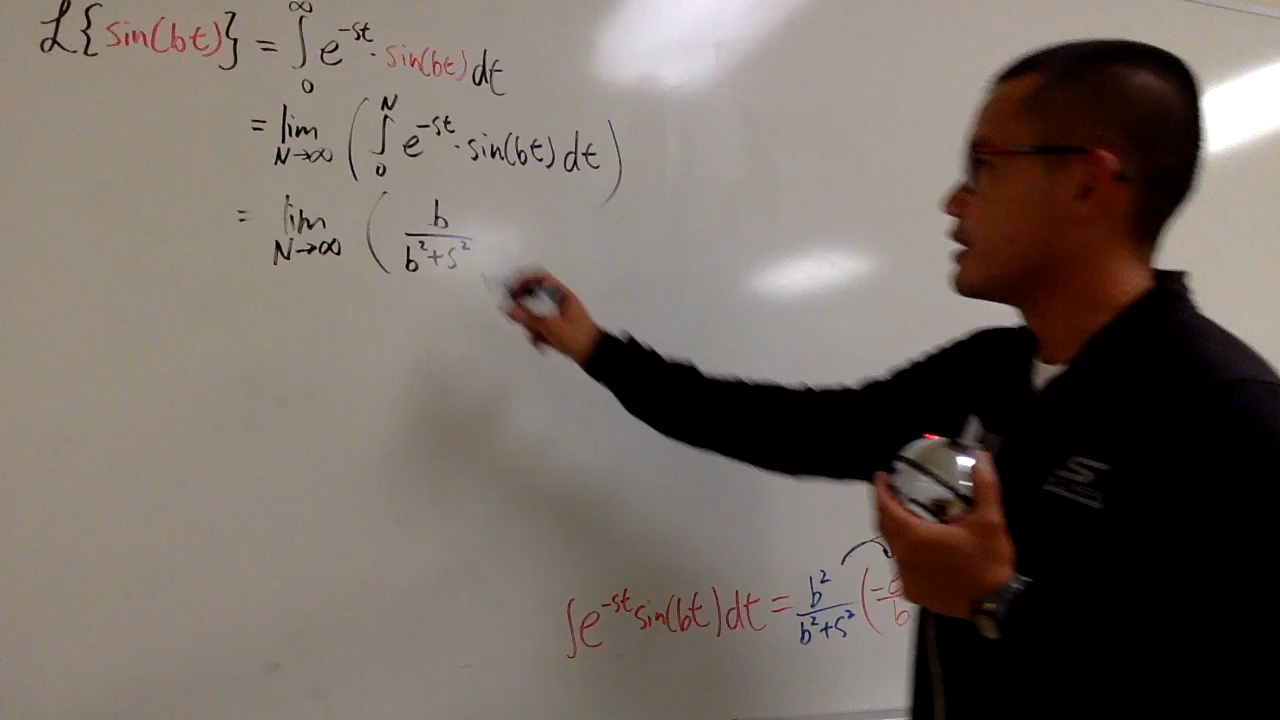 ℒ{sin(bt)} = ∫₀^∞ e^{-st}·sin(bt)dt
= lim_{N→∞} (∫₀^N e^{-st}·sin(bt)dt)
= lim_{N→∞} ( b/(b²+s²)
∫e^{-st}sin(bt)dt = b²/(b²+s²) (-e/b